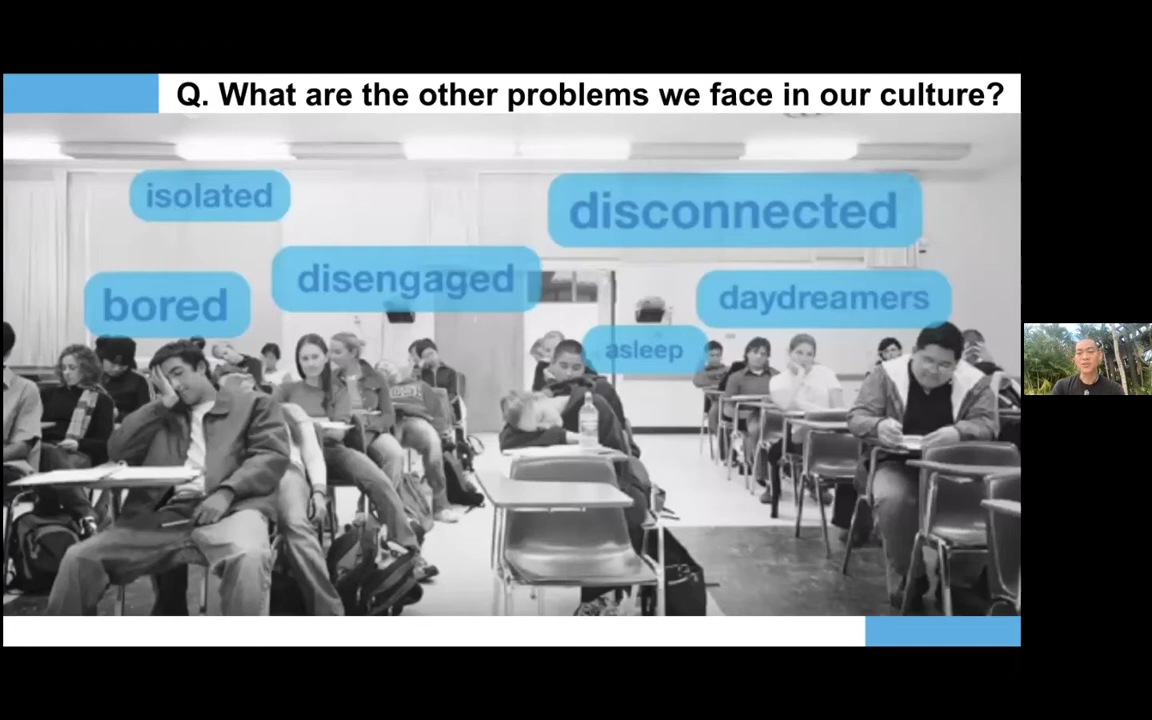 Q. What are the other problems we face in our culture?
isolated
disconnected
disengaged
bored
daydreamers
asleep